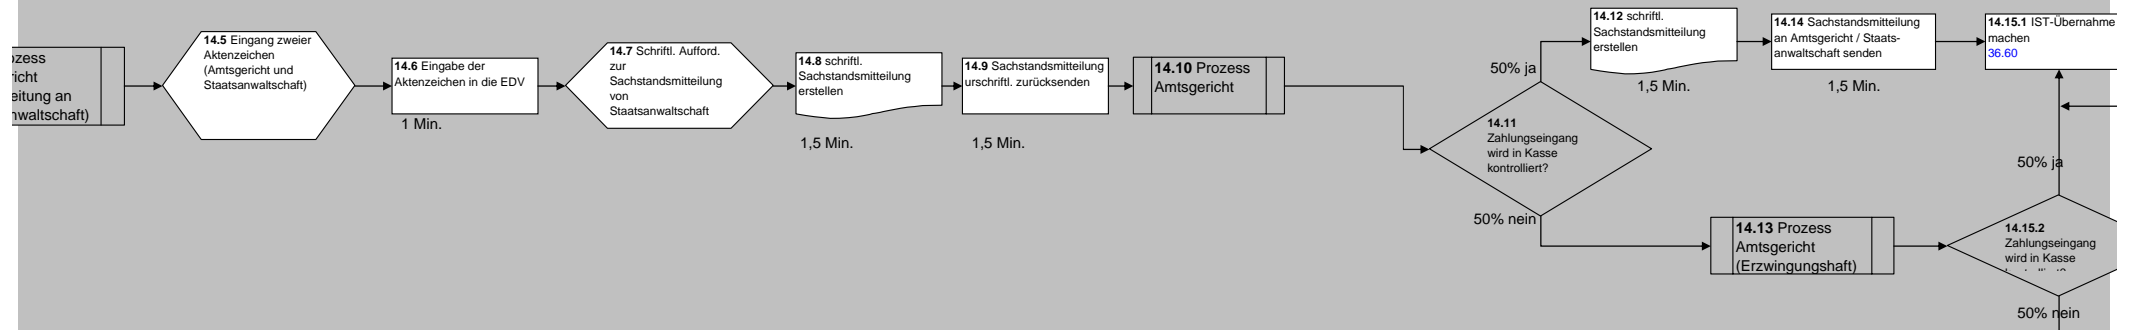 14.5 Eingang zweier
Aktenzeichen
(Amtsgericht und
Staatsanwaltschaft)
14.6 Eingabe der
Aktenzeichen in die EDV
1 Min.
14.7 Schriftl. Aufford.
zur
Sachstandsmitteilung
von
Staatsanwaltschaft
14.8 schriftl.
Sachstandsmitteilung
erstellen
1,5 Min.
14.9 Sachstandsmitteilung
urschriftl. zurücksenden
1,5 Min.
14.10 Prozess
Amtsgericht
14.11
Zahlungseingang
wird in Kasse
kontrolliert?
50% ja
14.12 schriftl.
Sachstandsmitteilung
erstellen
1,5 Min.
14.14 Sachstandsmitteilung
an Amtsgericht / Staats-
anwaltschaft senden
1,5 Min.
14.15.1 IST-Übernahme
machen
36.60
50% nein
14.13 Prozess
Amtsgericht
(Erzwingungshaft)
50% ja
14.15.2
Zahlungseingang
wird in Kasse
50% nein
an